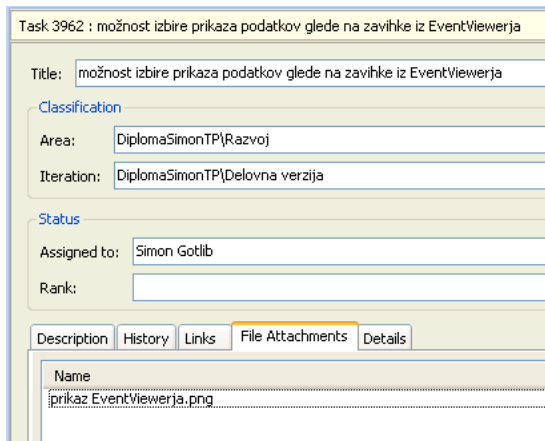 Task 3962 : možnost izbire prikaza podatkov glede na zavihke iz EventViewerja
Title: možnost izbire prikaza podatkov glede na zavihke iz EventViewerja
Classification
Area: DiplomaSimonTP\Razvoj
Iteration: DiplomaSimonTP\Delovna verzija
Status
Assigned to: Simon Gotlib
Rank:
Description History Links File Attachments Details
Name
prikaz EventViewerja.png